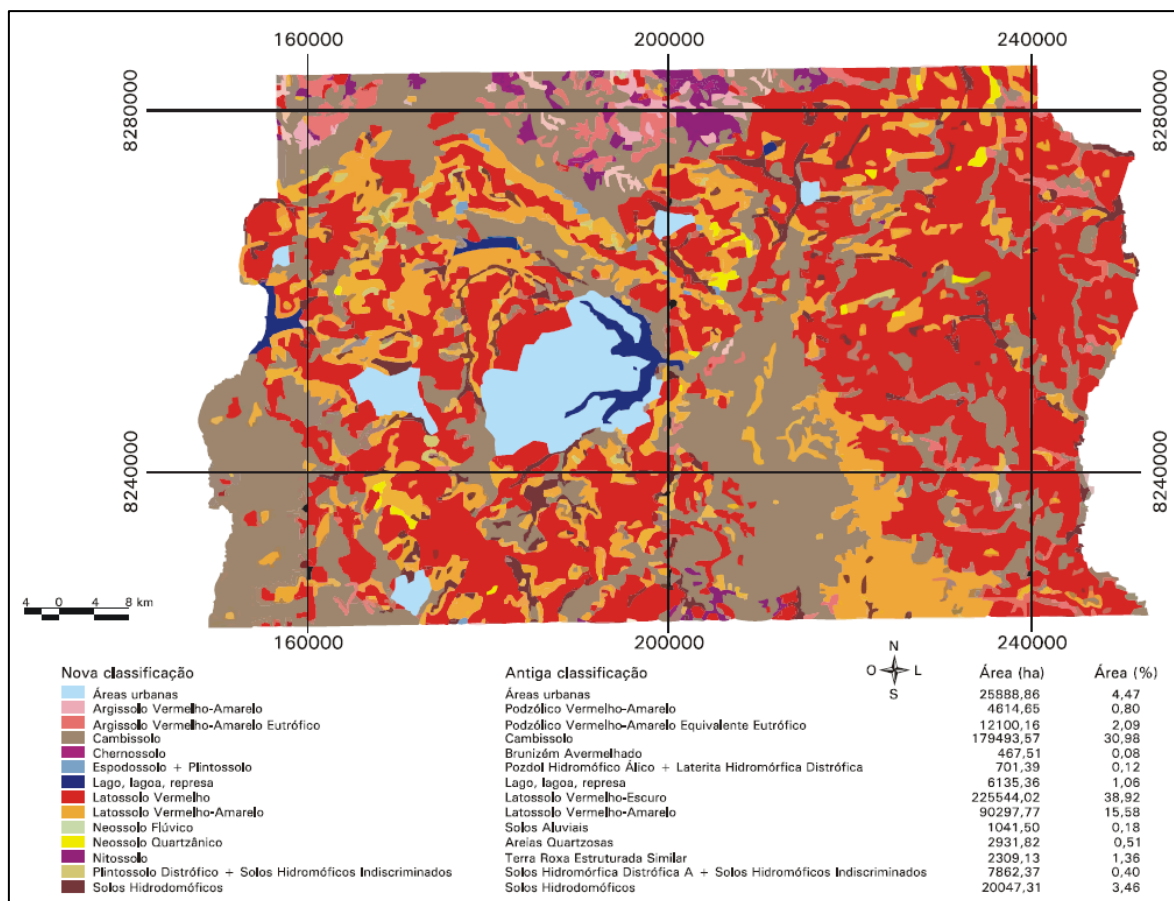 160000 200000 240000
8280000 8280000
8240000 8240000
4 0 4 8 km
160000 200000 240000
N
O L
S
Nova classificação Antiga classificação Área (ha) Área (%)
Áreas urbanas Áreas urbanas 25888,86 4,47
Argissolo Vermelho-Amarelo Podzólico Vermelho-Amarelo 4614,65 0,80
Argissolo Vermelho-Amarelo Eutrófico Podzólico Vermelho-Amarelo Equivalente Eutrófico 12100,16 2,09
Cambissolo Cambissolo 179493,57 30,98
Chernossolo Brunizém Avermelhado 467,51 0,08
Espodossolo + Plintossolo Pozdol Hidromófico Álico + Laterita Hidromórfica Distrófica 701,39 0,12
Lago, lagoa, represa Lago, lagoa, represa 6135,36 1,06
Latossolo Vermelho Latossolo Vermelho-Escuro 225544,02 38,92
Latossolo Vermelho-Amarelo Latossolo Vermelho-Amarelo 90297,77 15,58
Neossolo Flúvico Solos Aluviais 1041,50 0,18
Neossolo Quartzânico Areias Quartzosas 2931,82 0,51
Nitossolo Terra Roxa Estruturada Similar 2309,13 1,36
Plintossolo Distrófico + Solos Hidromóficos Indiscriminados Solos Hidromórfica Distrófica A + Solos Hidromóficos Indiscriminados 7862,37 0,40
Solos Hidrodomóficos Solos Hidrodomóficos 20047,31 3,46